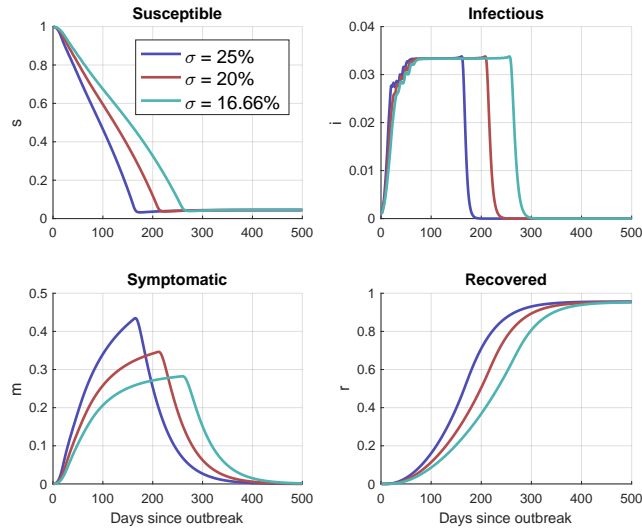 Susceptible
s
1
0.8
0.6
0.4
0.2
0
0 100 200 300 400 500
σ = 25%
σ = 20%
σ = 16.66%
Infectious
i
0.04
0.03
0.02
0.01
0
0 100 200 300 400 500
Symptomatic
m
0.5
0.4
0.3
0.2
0.1
0
0 100 200 300 400 500
Days since outbreak
Recovered
r
1
0.8
0.6
0.4
0.2
0
0 100 200 300 400 500
Days since outbreak